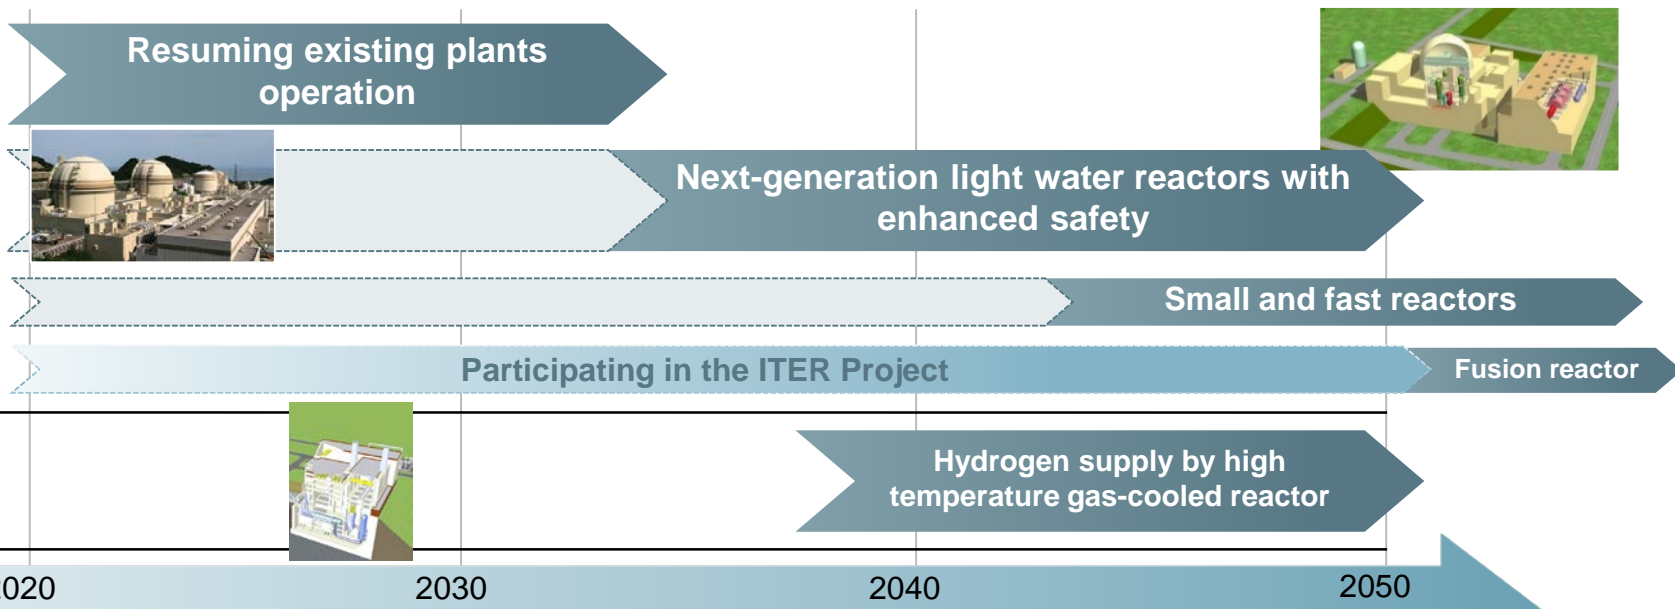 Resuming existing plants
operation
Next-generation light water reactors with
enhanced safety
Small and fast reactors
Participating in the ITER Project
Fusion reactor
Hydrogen supply by high
temperature gas-cooled reactor
2020
2030
2040
2050